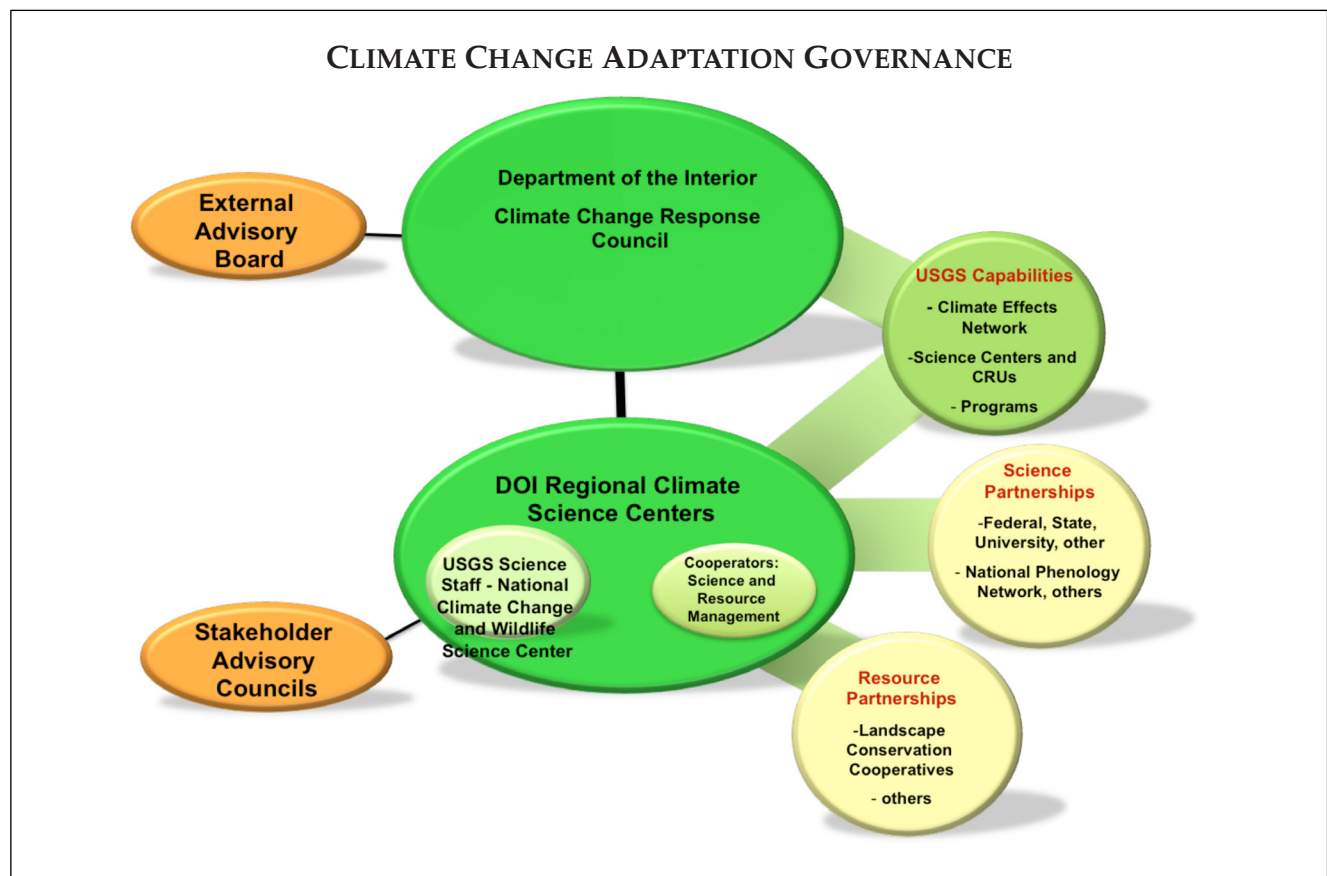 CLIMATE CHANGE ADAPTATION GOVERNANCE
Department of the Interior
Climate Change Response
Council
External
Advisory
Board
USGS Capabilities
- Climate Effects
Network
-Science Centers and
CRUs
- Programs
DOI Regional Climate
Science Centers
USGS Science
Staff - National
Climate Change
and Wildlife
Science Center
Cooperators:
Science and
Resource
Management
Science
Partnerships
-Federal, State,
University, other
- National Phenology
Network, others
Stakeholder
Advisory
Councils
Resource
Partnerships
-Landscape
Conservation
Cooperatives
- others